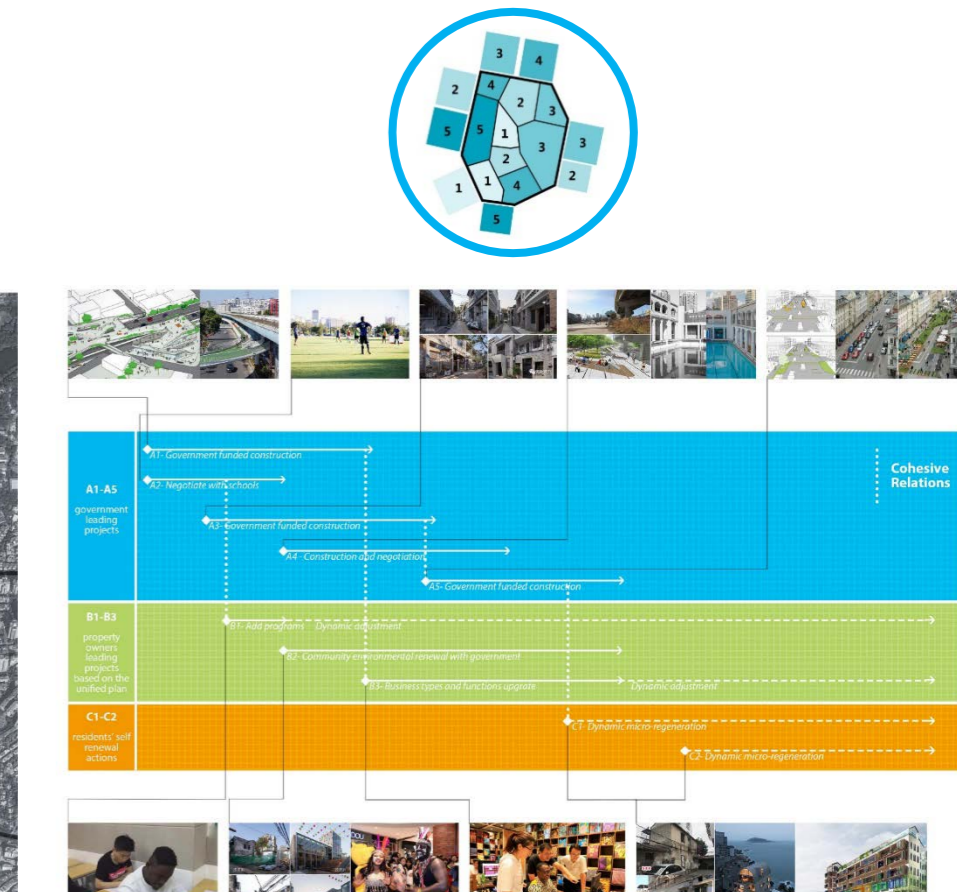 3
4
2
4
2
3
5
5
1
3
3
2
2
1
1
4
5
Cohesive
Relations
A1-A5
government
leading
projects
A1- Government funded construction
A2- Negotiate with schools
A3- Government funded construction
A4 - Construction and negotiation
A5- Government funded construction
B1-B3
property
owners
leading
projects
based on the
unified plan
B1- Add programs Dynamic adjustment
B2- Community environmental renewal with government
B3- Business types and functions upgrate Dynamic adjustment
C1-C2
residents' self
renewal
actions
C1- Dynamic micro-regeneration
C2- Dynamic micro-regeneration